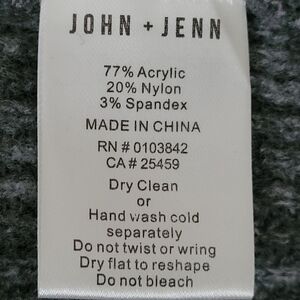 JOHN + JENN
77% Acrylic
20% Nylon
3% Spandex
MADE IN CHINA
RN # 0103842
CA # 25459
Dry Clean
or
Hand wash cold
separately
Do not twist or wring
Dry flat to reshape
Do not bleach